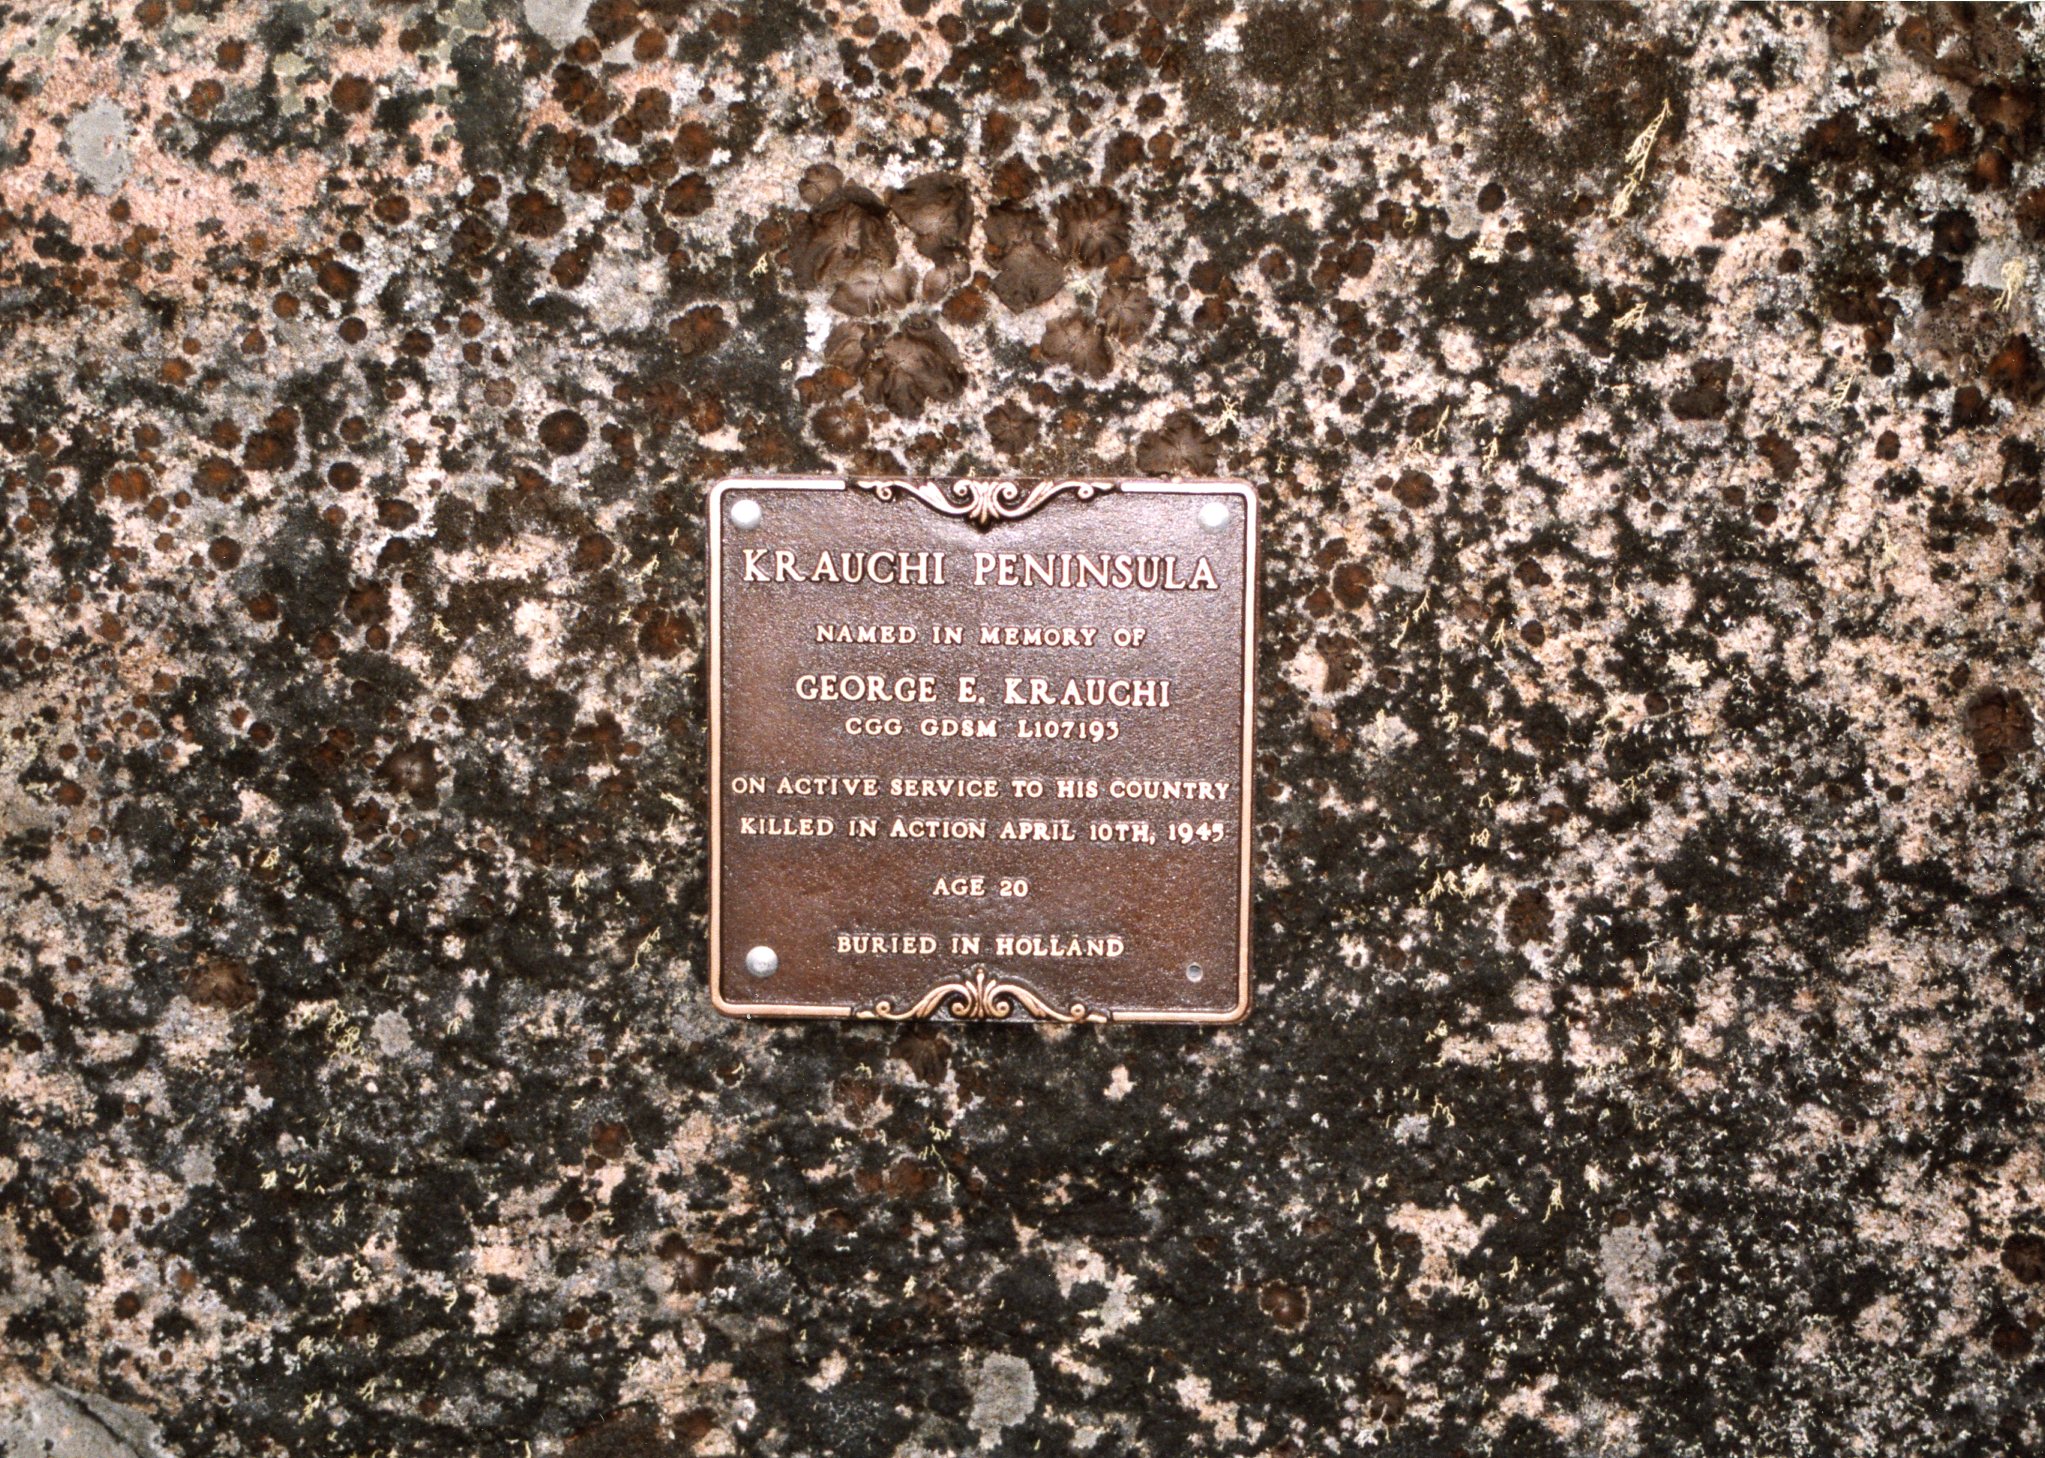 KRAUCHI PENINSULA
NAMED IN MEMORY OF
GEORGE E. KRAUCHI
CGG GDSM L107193
ON ACTIVE SERVICE TO HIS COUNTRY
KILLED IN ACTION APRIL 10TH, 1945
AGE 20
BURIED IN HOLLAND